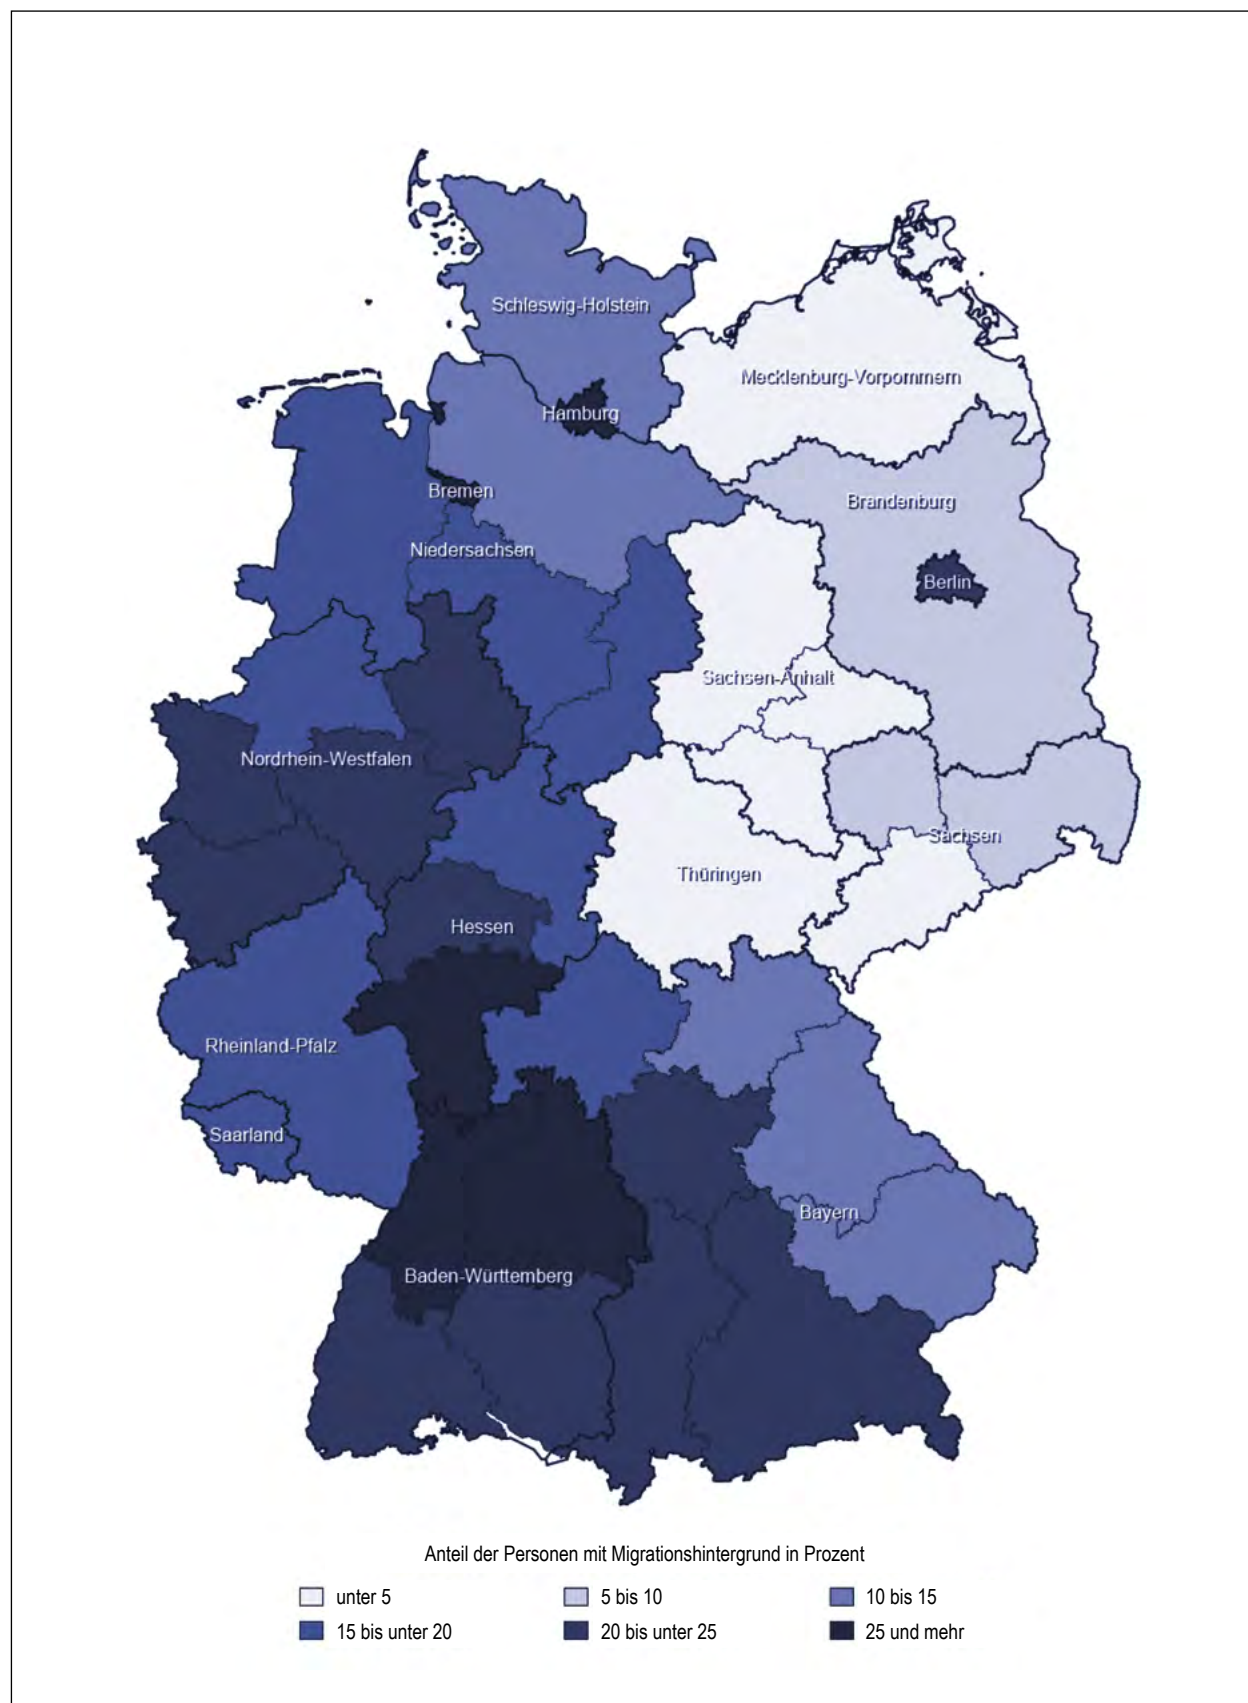 Schleswig-Holstein
Mecklenburg-Vorpommern
Hamburg
Bremen
Brandenburg
Niedersachsen
Berlin
Sachsen-Anhalt
Nordrhein-Westfalen
Sachsen
Thüringen
Hessen
Rheinland-Pfalz
Saarland
Bayern
Baden-Württemberg
Anteil der Personen mit Migrationshintergrund in Prozent
unter 5 5 bis 10 10 bis 15
15 bis unter 20 20 bis unter 25 25 und mehr